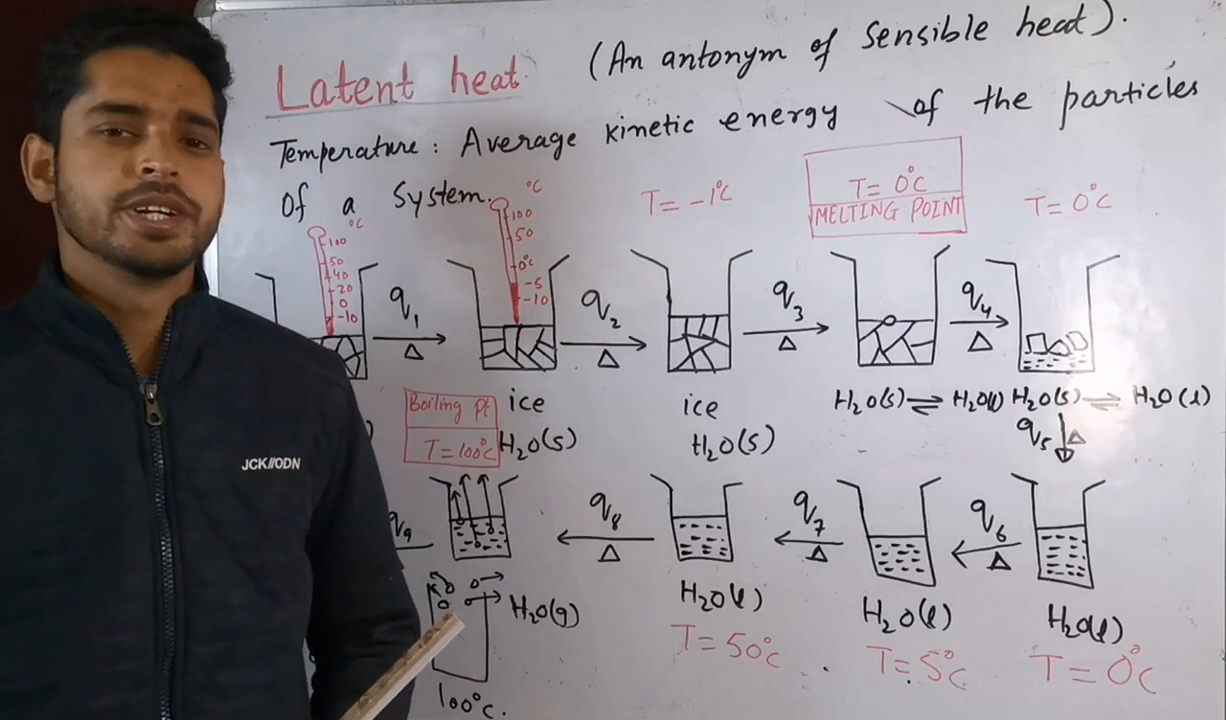 Latent heat (An antonym of Sensible heat).
Temperature: Average kinetic energy of the particles
of a System.
°C
100
50
40
20
0
-10
°C
100
50
0°c
-5
-10
T = -1°C
T = 0°C
MELTING POINT
T = 0°C
q1 Δ
q2 Δ
q3 Δ
q4 Δ
ice
H2O(s)
ice
H2O(s)
H2O(s) ⇌ H2O(l)
H2O(s) ⇌ H2O(l)
q5 Δ
Boiling pt
T = 100°C
q9
q8 Δ
q7 Δ
q6 Δ
H2O(g)
100°C.
H2O(l)
T = 50°C
H2O(l)
T = 5°C
H2O(l)
T = 0°C
JCK//ODN